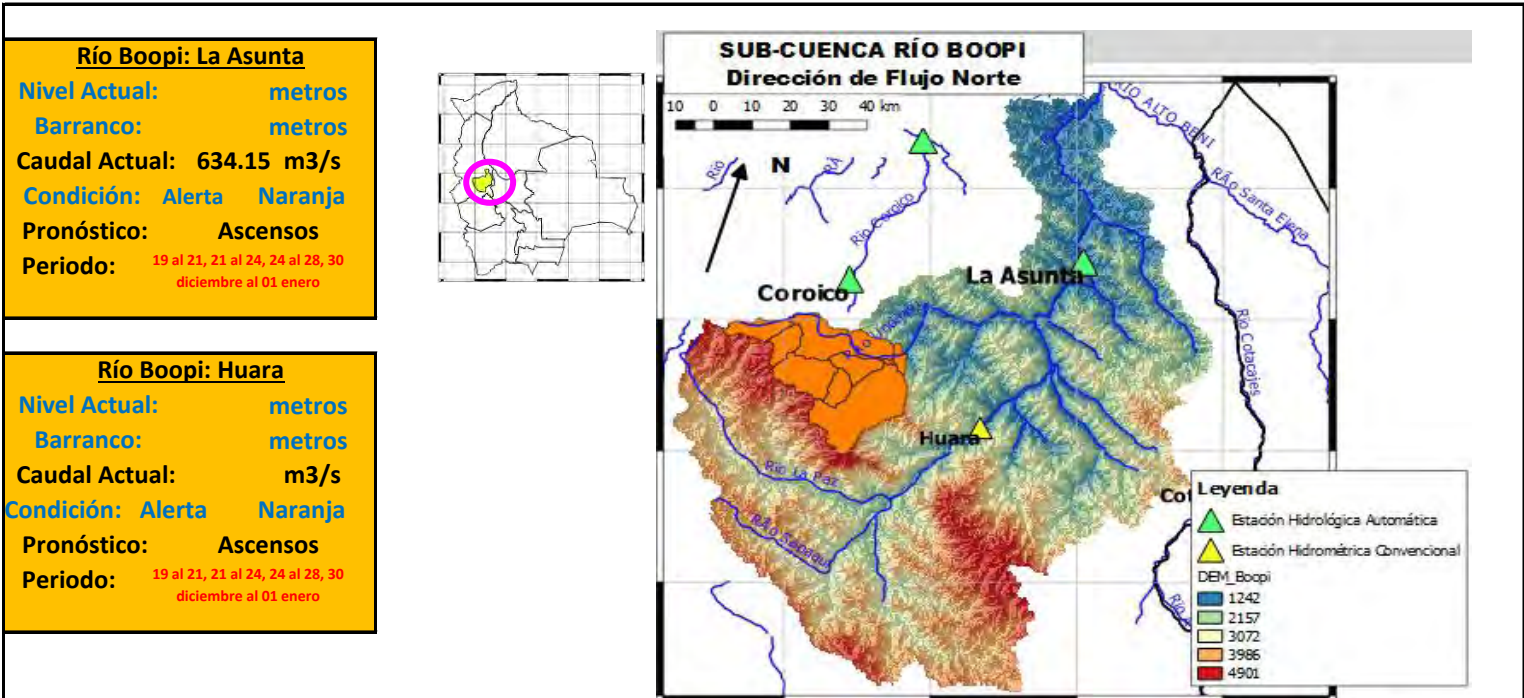 Río Boopi: La Asunta
Nivel Actual: metros
Barranco: metros
Caudal Actual: 634.15 m3/s
Condición: Alerta Naranja
Pronóstico: Ascensos
Periodo: 19 al 21, 21 al 24, 24 al 28, 30
diciembre al 01 enero
Río Boopi: Huara
Nivel Actual: metros
Barranco: metros
Caudal Actual: m3/s
Condición: Alerta Naranja
Pronóstico: Ascensos
Periodo: 19 al 21, 21 al 24, 24 al 28, 30
diciembre al 01 enero
SUB-CUENCA RÍO BOOPI
Dirección de Flujo Norte
10 0 10 20 30 40 km
N
Río
RÃ
RIO ALTO BENI
RÃo Santa Elena
Río Coroico
La Asunta
Coroico
Río Cotacajes
Huara
Río La Paz
RÃo Sapaqui
Cot
Leyenda
Estación Hidrológica Automática
Estación Hidrométrica Convencional
DEM_Boopi
1242
2157
3072
3986
4901